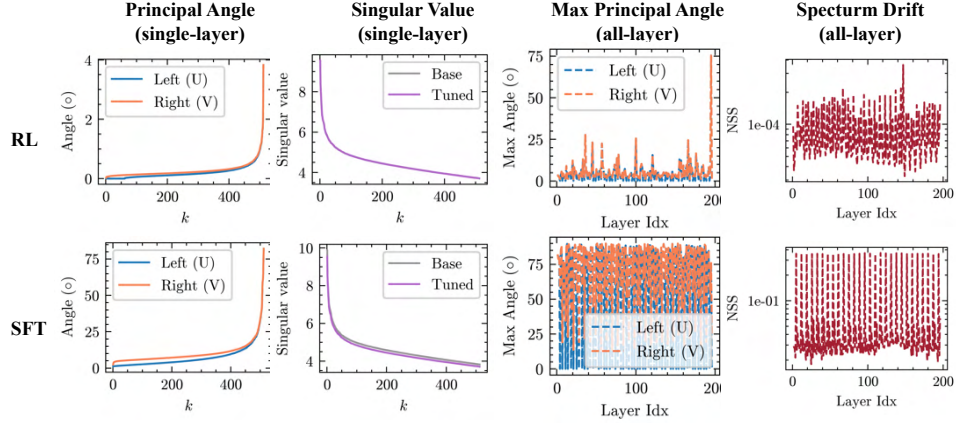 Principal Angle
(single-layer)
Singular Value
(single-layer)
Max Principal Angle
(all-layer)
Specturm Drift
(all-layer)
RL
Angle (○)
4
2
0
Left (U)
Right (V)
0
200
400
k
Singular value
8
6
4
Base
Tuned
0
200
400
k
Max Angle (○)
75
50
25
0
Left (U)
Right (V)
0
100
200
Layer Idx
NSS
1e-04
0
100
200
Layer Idx
SFT
Angle (○)
75
50
25
0
Left (U)
Right (V)
0
200
400
k
Singular value
10
8
6
4
Base
Tuned
0
200
400
k
Max Angle (○)
75
50
25
0
Left (U)
Right (V)
0
100
200
Layer Idx
NSS
1e-01
0
100
200
Layer Idx